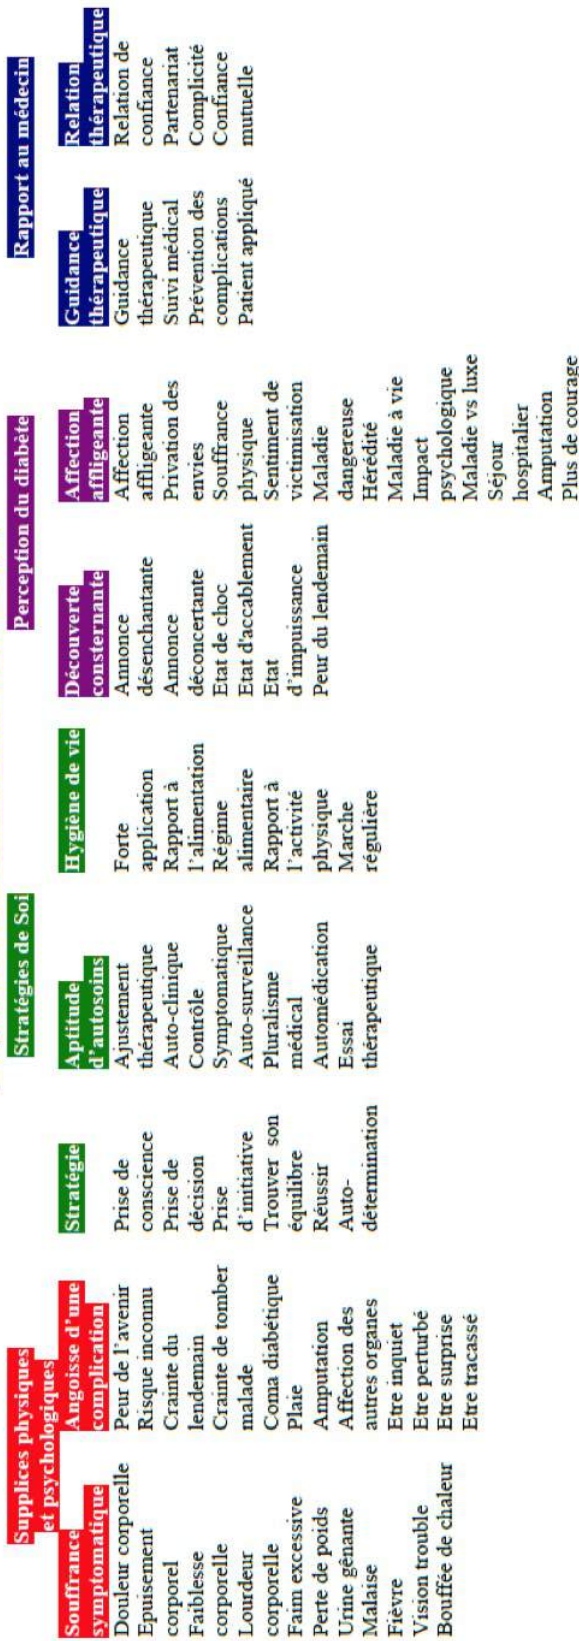 Supplices physiques
et psychologiques
Souffrance
symptomatique
Douleur corporelle
Epuisement
corporel
Faiblesse
corporelle
Lourdeur
corporelle
Faim excessive
Perte de poids
Urine gênante
Malaise
Fièvre
Vision trouble
Bouffée de chaleur
Angoisse d'une
complication
Peur de l'avenir
Risque inconnu
Crainte du
lendemain
Crainte de tomber
malade
Coma diabétique
Plaie
Amputation
Affection des
autres organes
Etre inquiet
Etre perturbé
Etre surprise
Etre tracassé
Stratégies de Soi
Stratégie
Prise de
conscience
Prise de
décision
Prise
d'initiative
Trouver son
équilibre
Réussir
Auto-
détermination
Aptitude
d'autosoins
Ajustement
thérapeutique
Auto-clinique
Contrôle
Symptomatique
Auto-surveillance
Pluralisme
médical
Automédication
Essai
thérapeutique
Hygiène de vie
Forte
application
Rapport à
l'alimentation
Régime
alimentaire
Rapport à
l'activité
physique
Marche
régulière
Perception du diabète
Découverte
consternante
Annonce
désenchantante
Annonce
déconcertante
Etat de choc
Etat d'accablement
Etat
d'impuissance
Peur du lendemain
Affection
affligeante
Affection
affligeante
Privation des
envies
Souffrance
physique
Sentiment de
victimisation
Maladie
dangereuse
Hérédité
Maladie à vie
Impact
psychologique
Maladie vs luxe
Séjour
hospitalier
Amputation
Plus de courage
Rapport au médecin
Guidance
thérapeutique
Guidance
thérapeutique
Suivi médical
Prévention des
complications
Patient appliqué
Relation
thérapeutique
Relation de
confiance
Partenariat
Complicité
Confiance
mutuelle